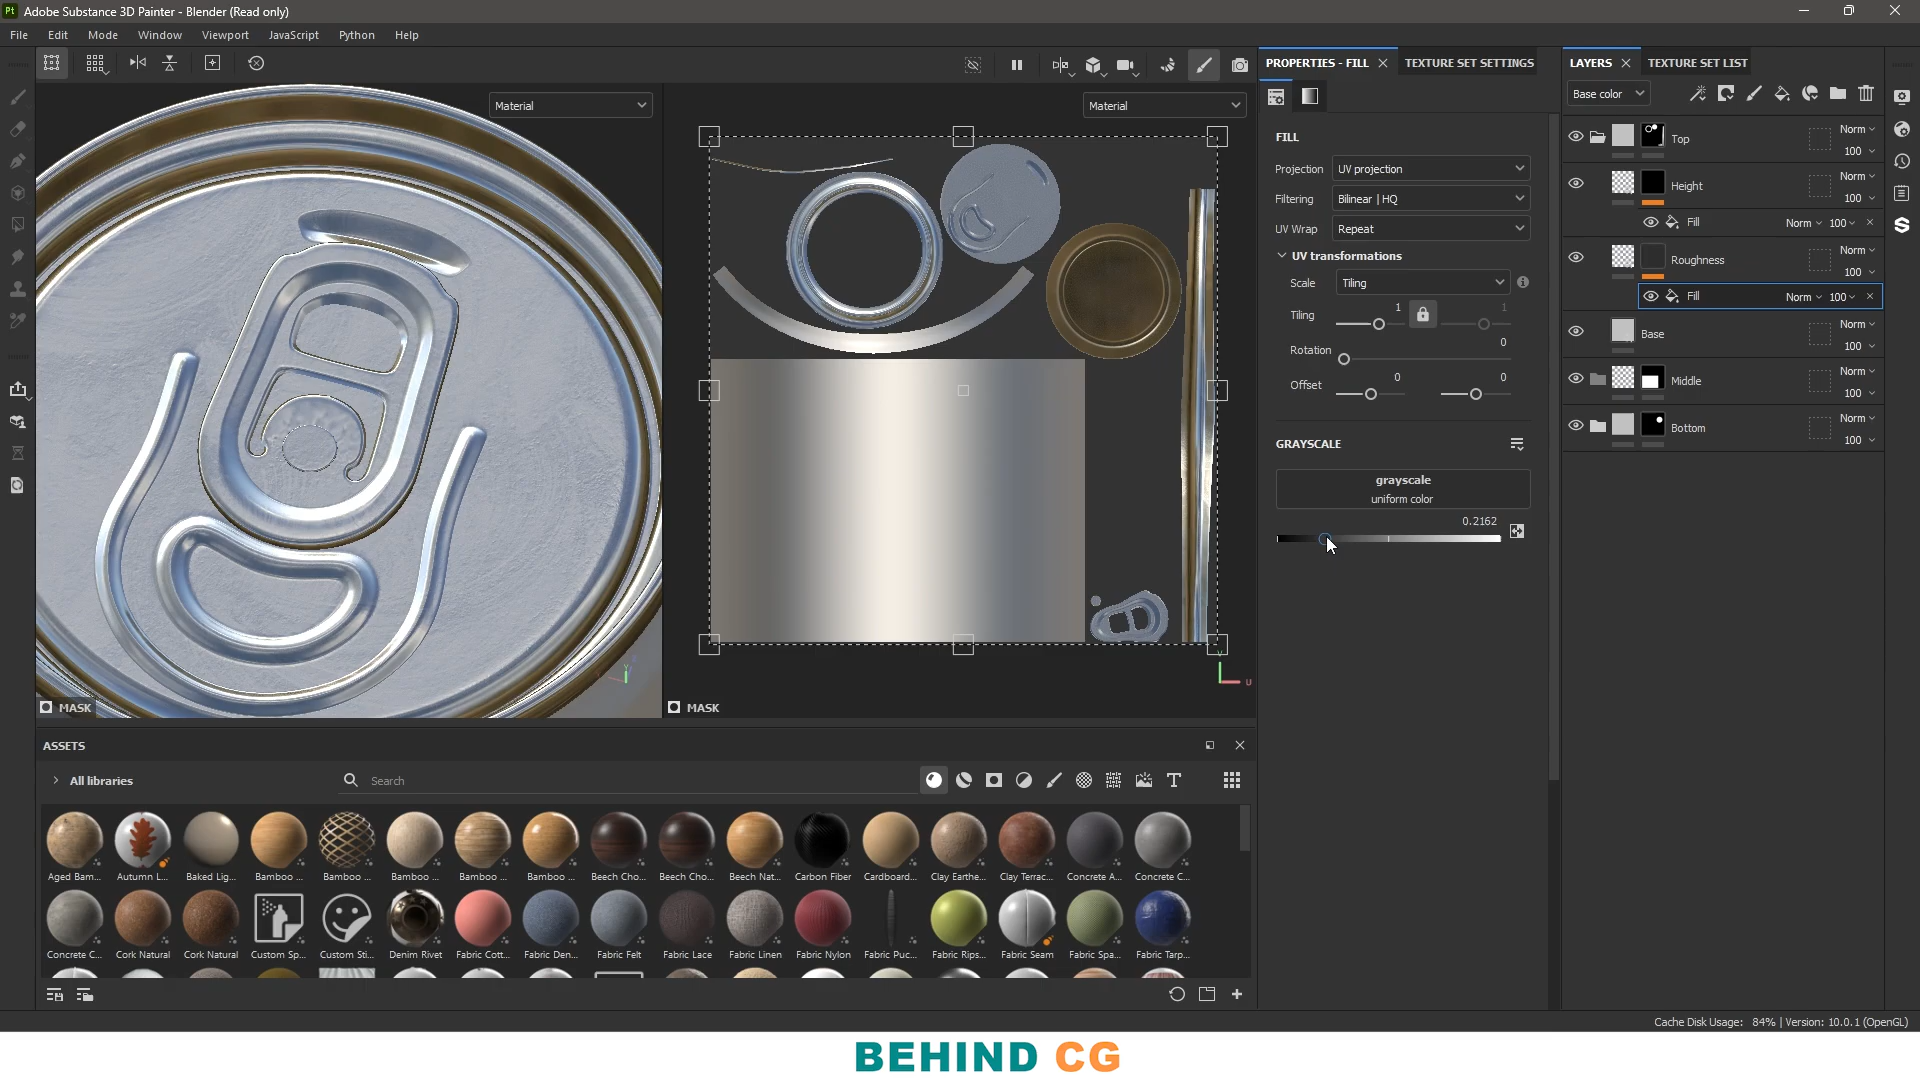 Pt Adobe Substance 3D Painter - Blender (Read only)
File Edit Mode Window Viewport JavaScript Python Help
Material
Material
MASK
MASK
PROPERTIES - FILL TEXTURE SET SETTINGS
FILL
Projection UV projection
Filtering Bilinear | HQ
UV Wrap Repeat
UV transformations
Scale Tiling
Tiling 1 1
Rotation 0
Offset 0 0
GRAYSCALE
grayscale
uniform color
0.2162
LAYERS TEXTURE SET LIST
Base color
Top Norm 100
Height Norm 100
Fill Norm 100
Roughness Norm 100
Fill Norm 100
Base Norm 100
Middle Norm 100
Bottom Norm 100
ASSETS
All libraries Search
Aged Bam... Autumn L... Baked Lig... Bamboo ... Bamboo ... Bamboo ... Bamboo ... Bamboo ... Beech Cho... Beech Cho... Beech Nat... Carbon Fiber Cardboard... Clay Earthe... Clay Terrac... Concrete A... Concrete C...
Concrete C... Cork Natural Cork Natural Custom Sp... Custom Sti... Denim Rivet Fabric Cott... Fabric Den... Fabric Felt Fabric Lace Fabric Linen Fabric Nylon Fabric Puc... Fabric Rips... Fabric Seam Fabric Spa... Fabric Tarp...
Cache Disk Usage: 84% | Version: 10.0.1 (OpenGL)
BEHIND CG